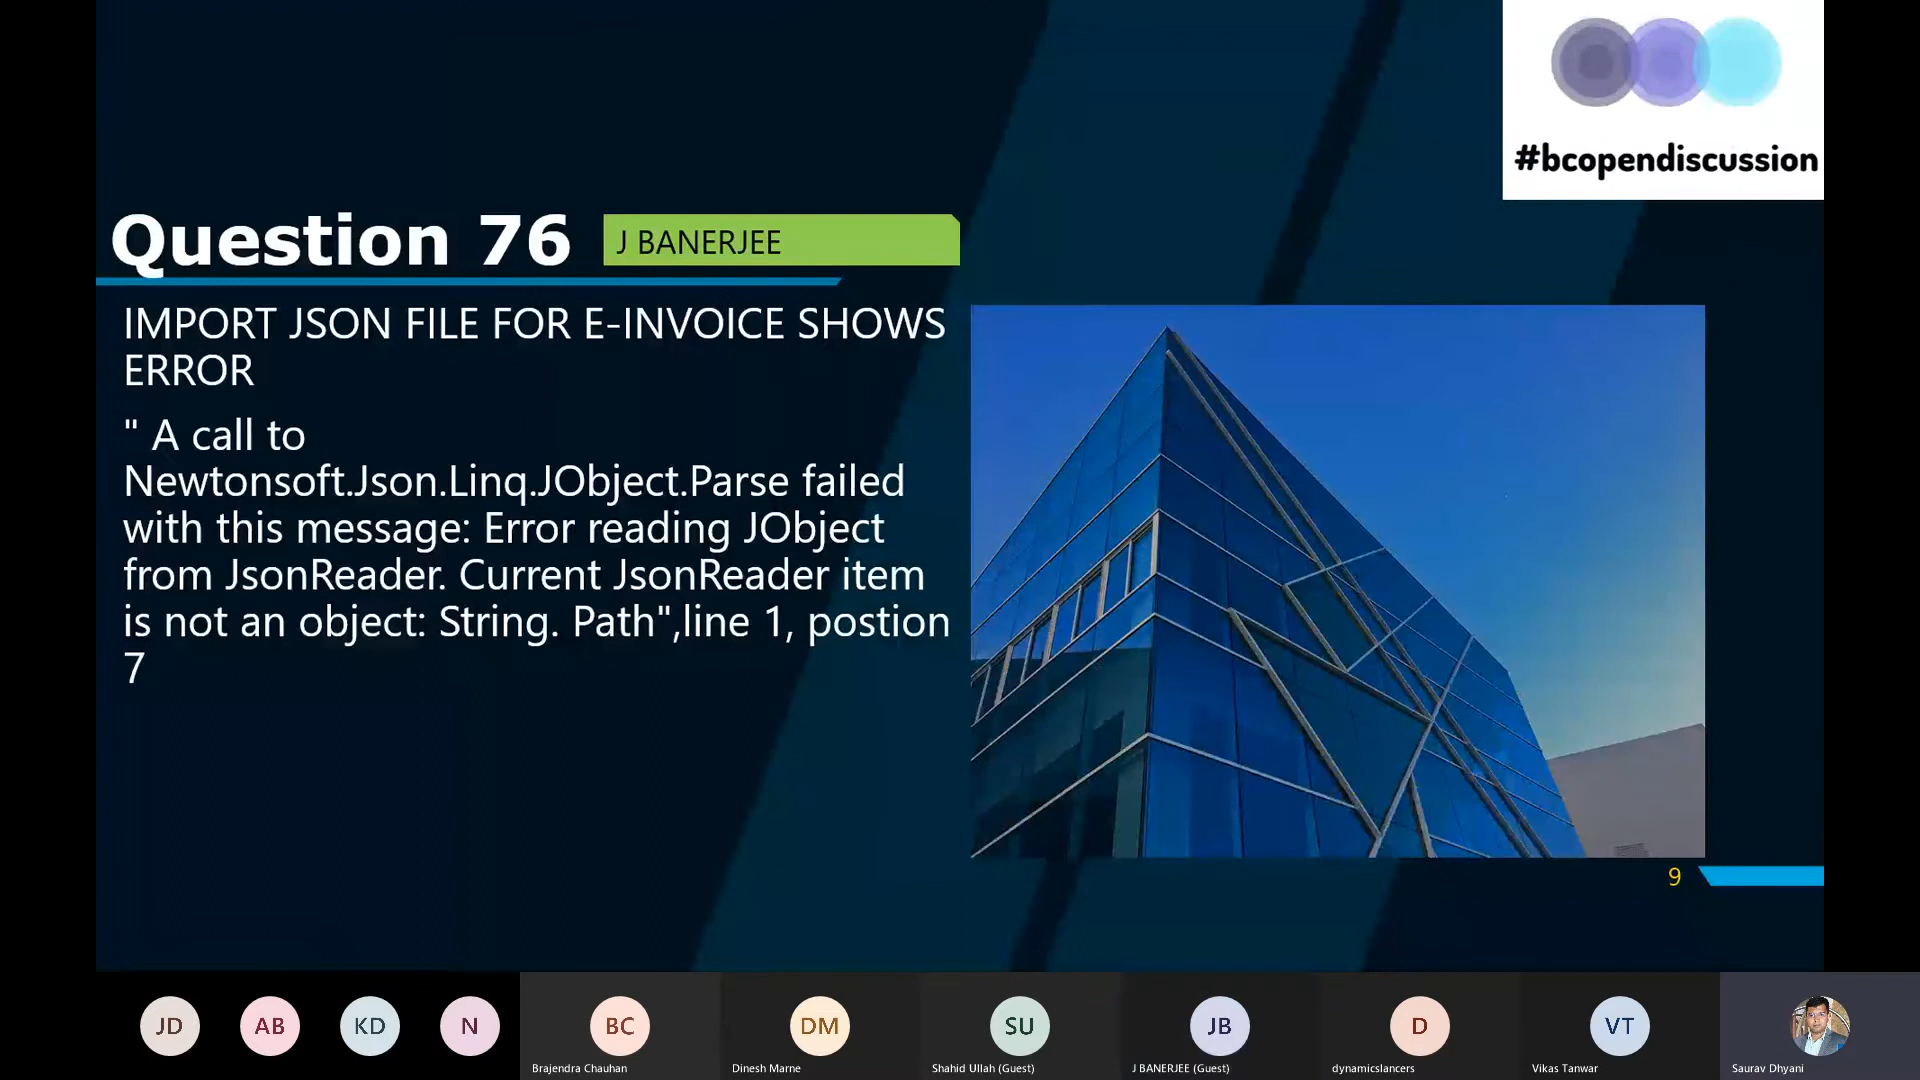 #bcopendiscussion
Question 76
J BANERJEE
IMPORT JSON FILE FOR E-INVOICE SHOWS
ERROR
" A call to
Newtonsoft.Json.Linq.JObject.Parse failed
with this message: Error reading JObject
from JsonReader. Current JsonReader item
is not an object: String. Path",line 1, postion
7
9
JD
AB
KD
N
BC
DM
SU
JB
D
VT
Brajendra Chauhan
Dinesh Marne
Shahid Ullah (Guest)
J BANERJEE (Guest)
dynamicslancers
Vikas Tanwar
Saurav Dhyani